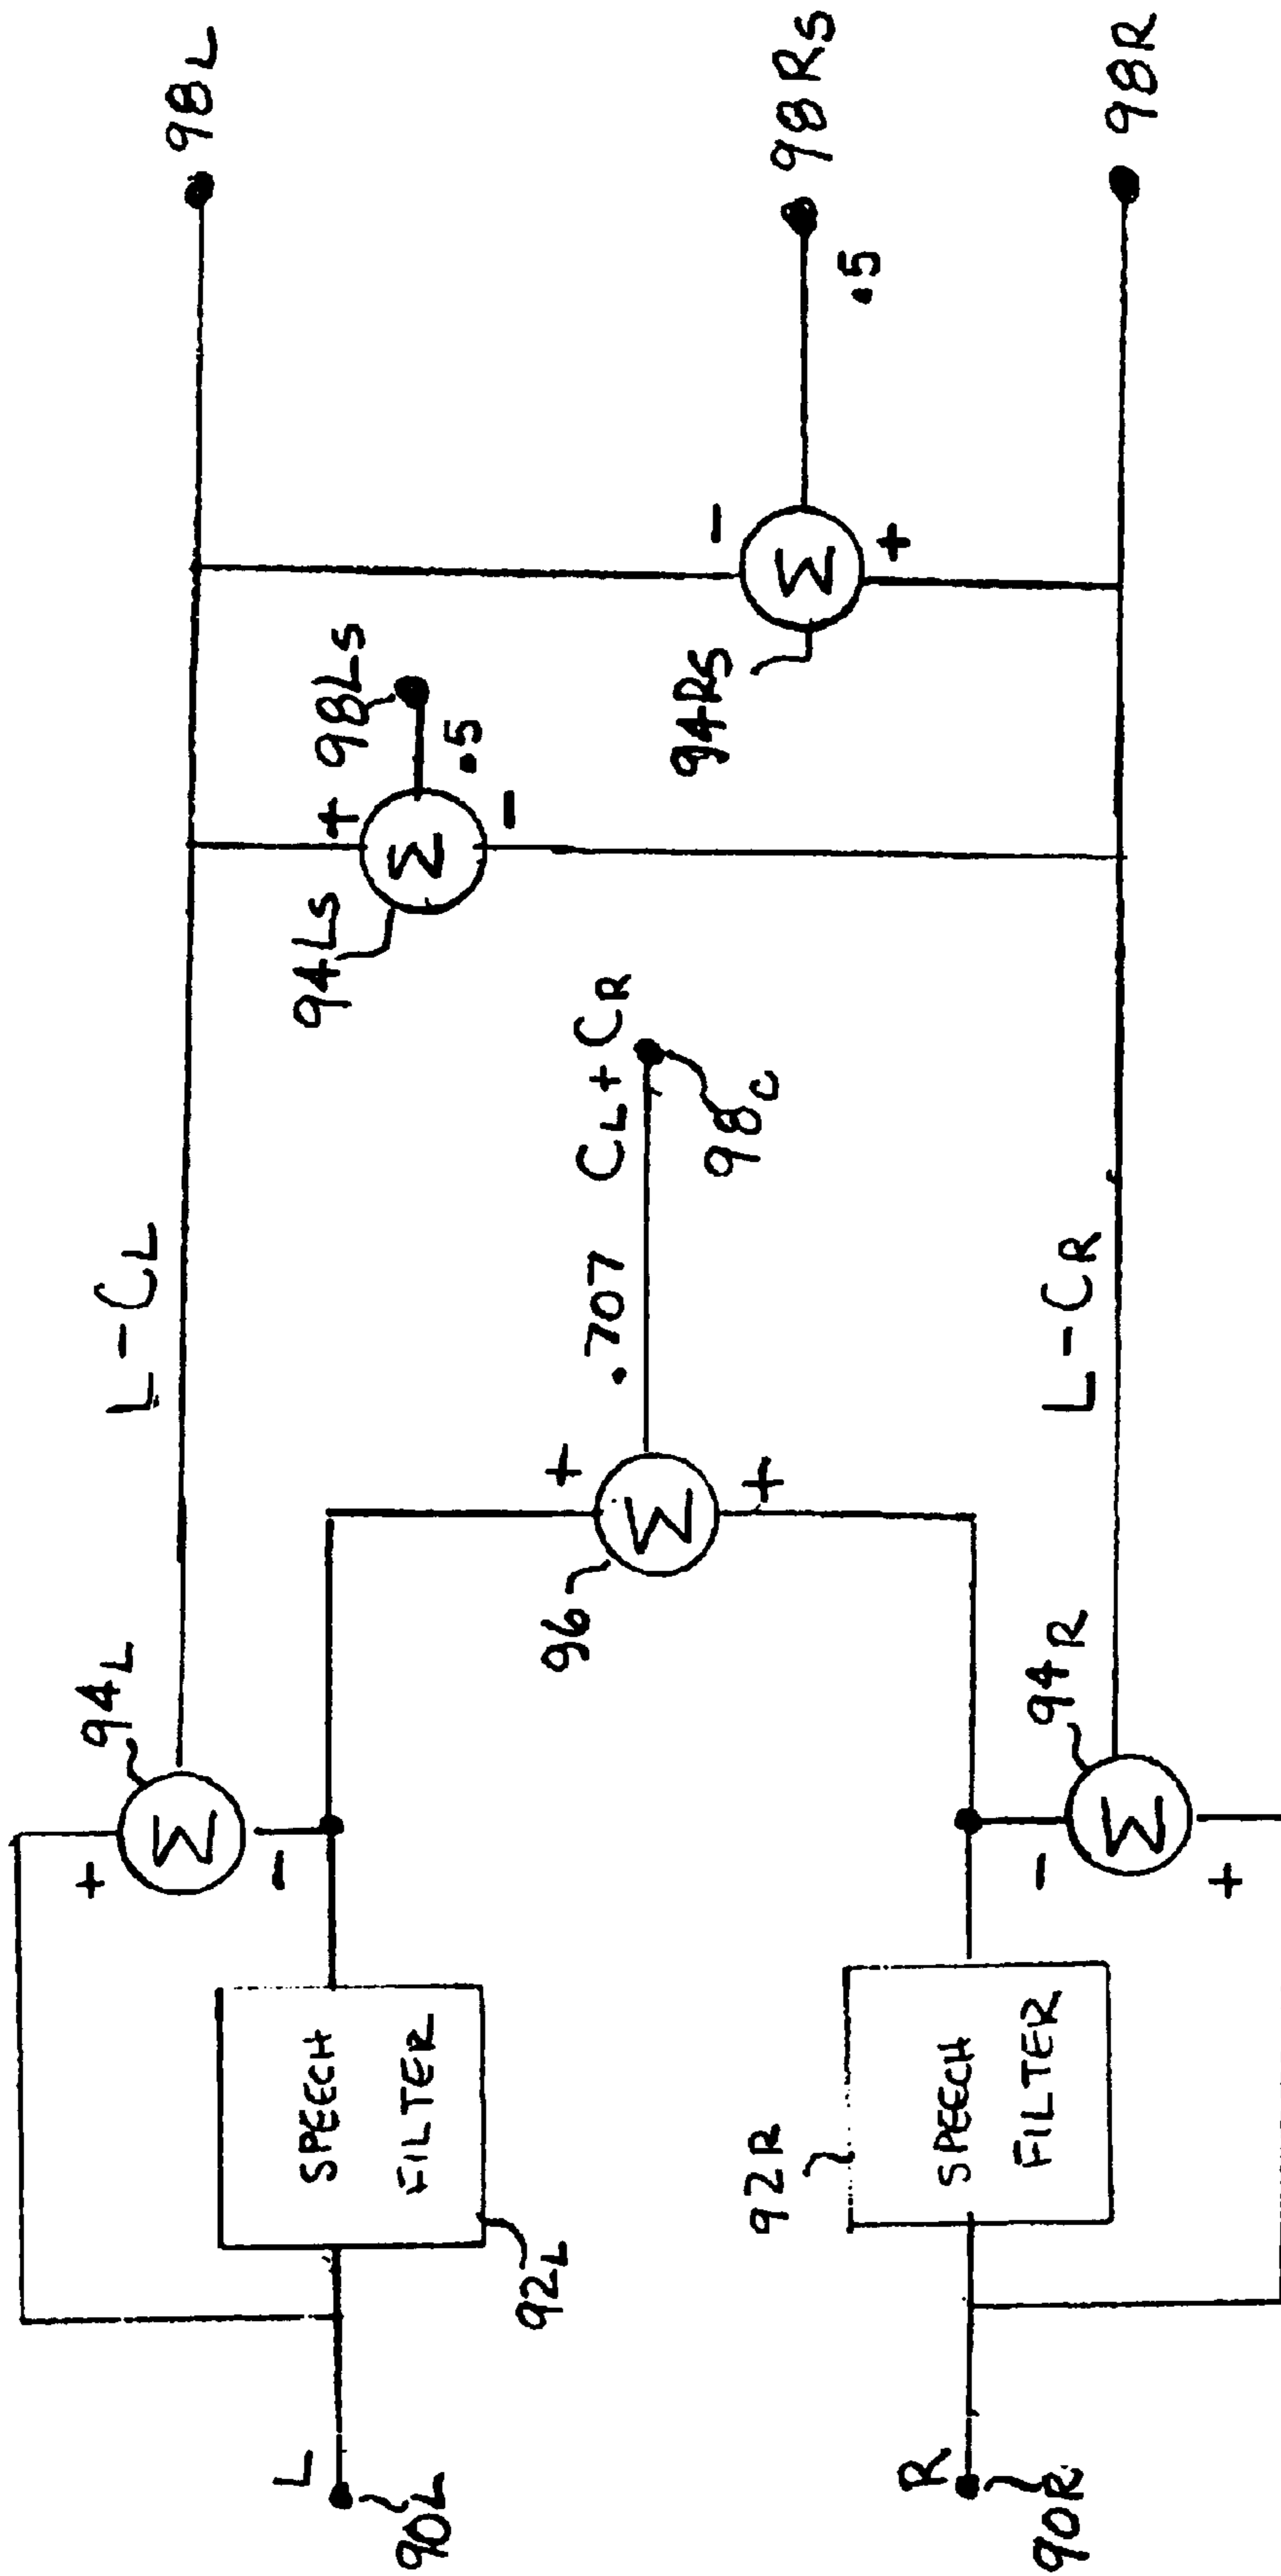 L
90L
SPEECH
FILTER
92L
+
Σ
-
94L
L-CL
98L
R
90R
SPEECH
FILTER
92R
-
Σ
+
94R
L-CR
98R
96
+
Σ
+
.707 CL+CR
98C
94Ls
+
Σ
-
.5
98Ls
94Rs
-
Σ
+
.5
98Rs